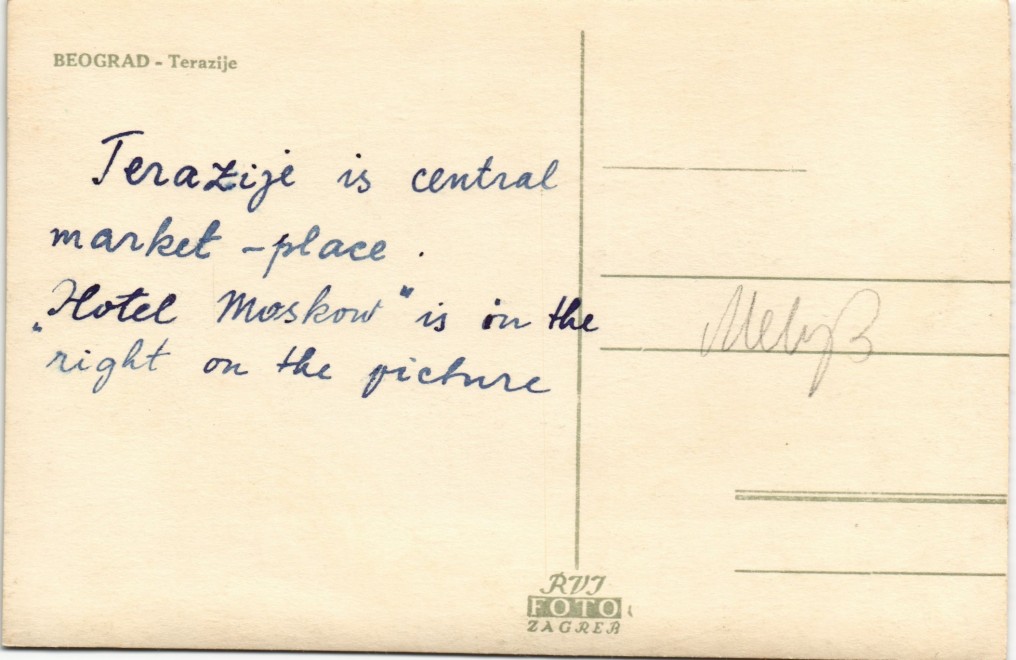 BEOGRAD - Terazije
Terazije is central
market - place .
„Hotel Moskow" is on the
right on the picture
RVI
FOTO
ZAGREB